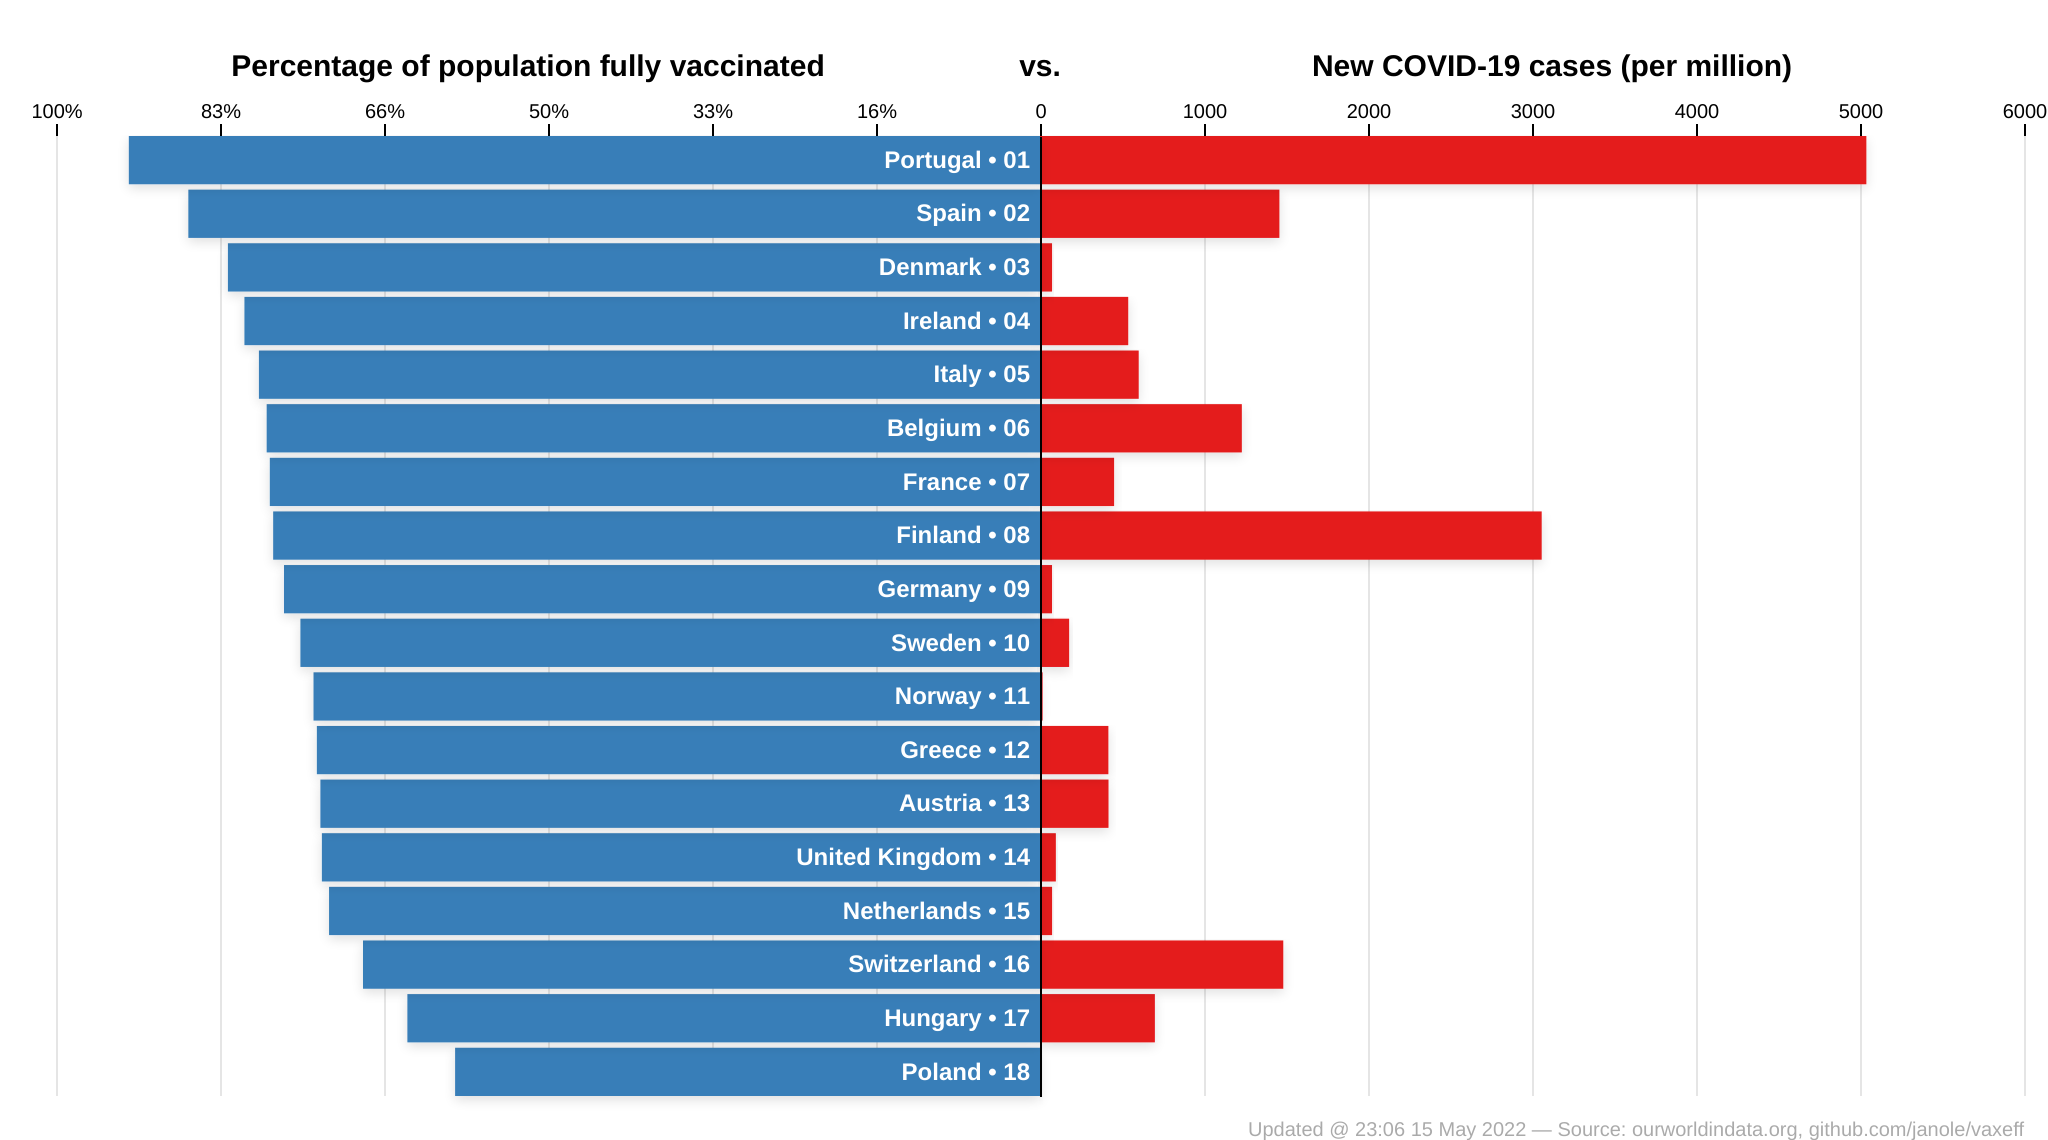 Percentage of population fully vaccinated vs. New COVID-19 cases (per million)
100% 83% 66% 50% 33% 16% 0 1000 2000 3000 4000 5000 6000
Portugal • 01
Spain • 02
Denmark • 03
Ireland • 04
Italy • 05
Belgium • 06
France • 07
Finland • 08
Germany • 09
Sweden • 10
Norway • 11
Greece • 12
Austria • 13
United Kingdom • 14
Netherlands • 15
Switzerland • 16
Hungary • 17
Poland • 18
Updated @ 23:06 15 May 2022 — Source: ourworldindata.org, github.com/janole/vaxeff